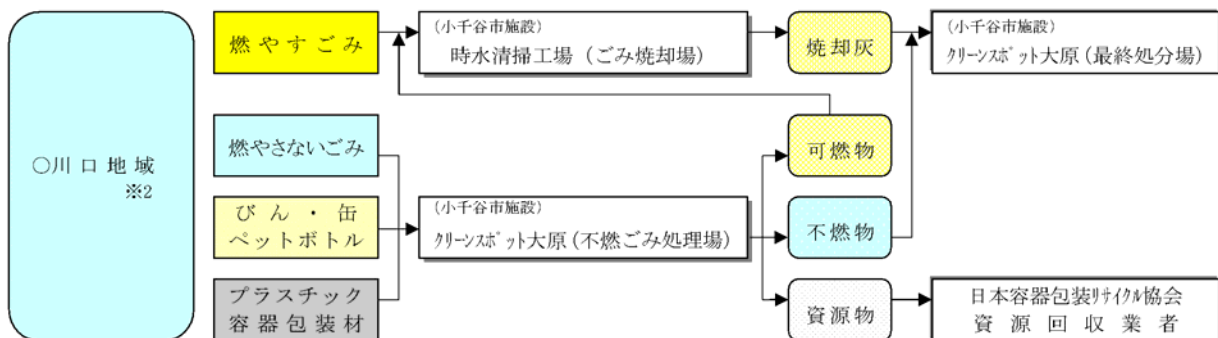 ○川口地域
※2
燃やすごみ
(小千谷市施設)
時水清掃工場(ごみ焼却場)
焼却灰
(小千谷市施設)
クリーンスポット大原(最終処分場)
燃やさないごみ
可燃物
びん・缶
ペットボトル
(小千谷市施設)
クリーンスポット大原(不燃ごみ処理場)
不燃物
プラスチック
容器包装材
資源物
日本容器包装リサイクル協会
資源回収業者